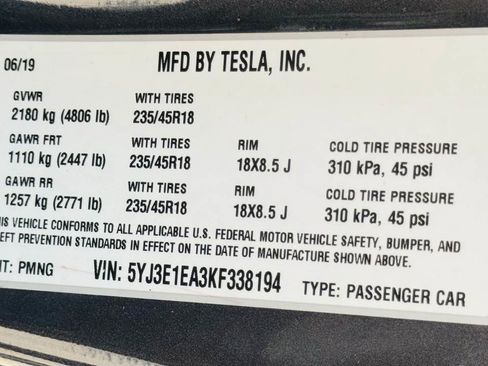 06/19 MFD BY TESLA, INC.
GVWR WITH TIRES
2180 kg (4806 lb) 235/45R18
GAWR FRT WITH TIRES RIM COLD TIRE PRESSURE
1110 kg (2447 lb) 235/45R18 18X8.5 J 310 kPa, 45 psi
GAWR RR WITH TIRES RIM COLD TIRE PRESSURE
1257 kg (2771 lb) 235/45R18 18X8.5 J 310 kPa, 45 psi
HIS VEHICLE CONFORMS TO ALL APPLICABLE U.S. FEDERAL MOTOR VEHICLE SAFETY, BUMPER, AND
EFT PREVENTION STANDARDS IN EFFECT ON THE DATE OF MANUFACTURE SHOWN ABOVE.
NT: PMNG VIN: 5YJ3E1EA3KF338194 TYPE: PASSENGER CAR